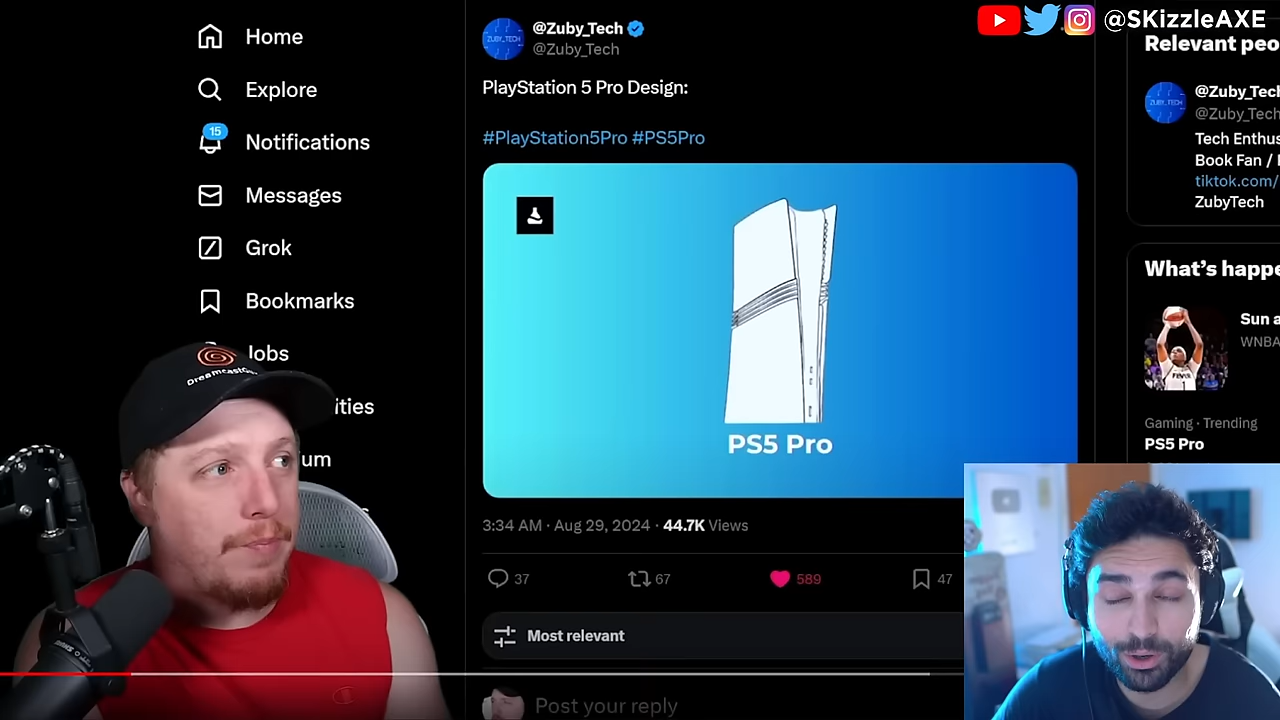 @SKizzleAXE
Home
Explore
15
Notifications
Messages
Grok
Bookmarks
Jobs
ities
um
ZUBY_TECH
@Zuby_Tech
@Zuby_Tech
PlayStation 5 Pro Design:
#PlayStation5Pro #PS5Pro
PS5 Pro
3:34 AM · Aug 29, 2024 · 44.7K Views
37
67
589
47
Most relevant
Post your reply
Relevant peo
ZUBY_TECH
@Zuby_Tech
@Zuby_Tech
Tech Enthus
Book Fan /
tiktok.com/
ZubyTech
What's happe
Sun a
WNBA
Gaming · Trending
PS5 Pro